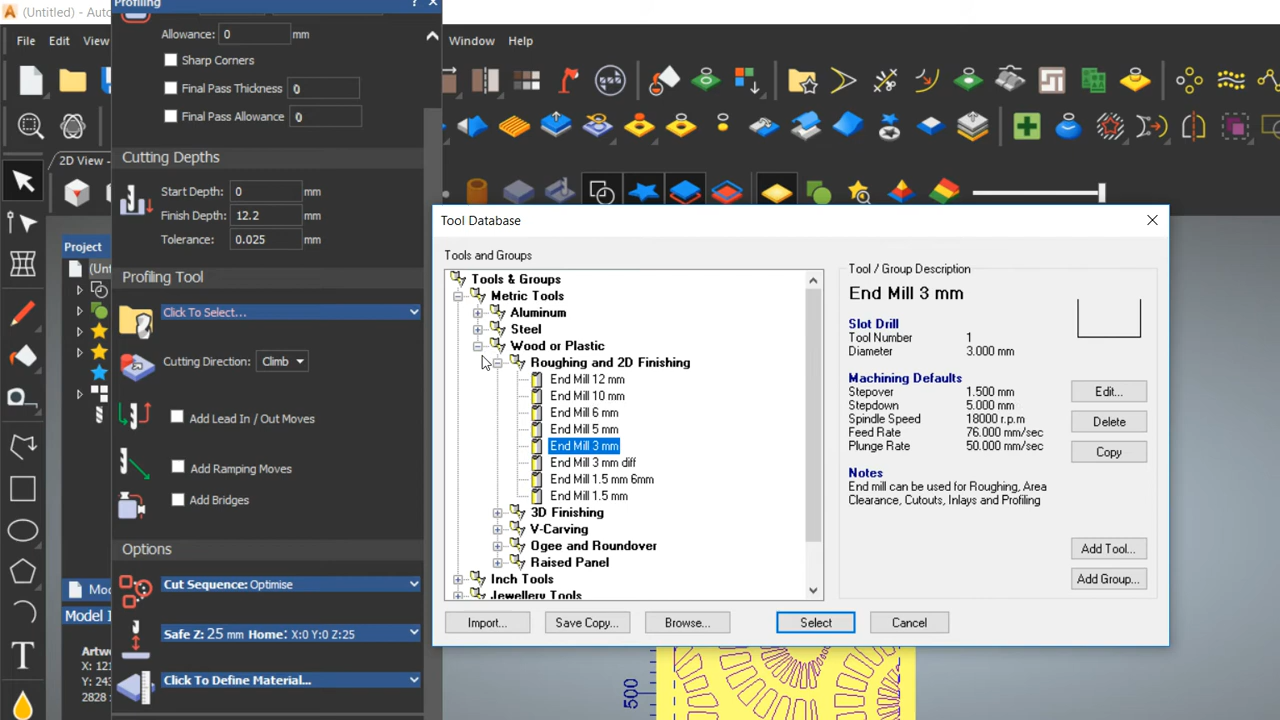 (Untitled) - Auto
Profiling
?
File Edit View
Window Help
Allowance: 0 mm
Sharp Corners
Final Pass Thickness 0
Final Pass Allowance 0
Cutting Depths
Start Depth: 0 mm
Finish Depth: 12.2 mm
Tolerance: 0.025 mm
Profiling Tool
Click To Select...
Cutting Direction: Climb
Add Lead In / Out Moves
Add Ramping Moves
Add Bridges
Options
Cut Sequence: Optimise
Safe Z: 25 mm Home: X:0 Y:0 Z:25
Click To Define Material...
2D View -
Project
(Unt
Mo
Model I
Artw
X: 121
2828
T
Tool Database
Tools and Groups
Tools & Groups
Metric Tools
Aluminum
Steel
Wood or Plastic
Roughing and 2D Finishing
End Mill 12 mm
End Mill 10 mm
End Mill 6 mm
End Mill 5 mm
End Mill 3 mm
End Mill 3 mm diff
End Mill 1.5 mm 6mm
End Mill 1.5 mm
3D Finishing
V-Carving
Ogee and Roundover
Raised Panel
Inch Tools
Jewellery Tools
Import...
Save Copy...
Browse...
Select
Cancel
Tool / Group Description
End Mill 3 mm
Slot Drill
Tool Number 1
Diameter 3.000 mm
Machining Defaults
Stepover 1.500 mm
Stepdown 5.000 mm
Spindle Speed 18000 r.p.m
Feed Rate 76.000 mm/sec
Plunge Rate 50.000 mm/sec
Notes
End mill can be used for Roughing, Area
Clearance, Cutouts, Inlays and Profiling
Edit...
Delete
Copy
Add Tool...
Add Group...
500